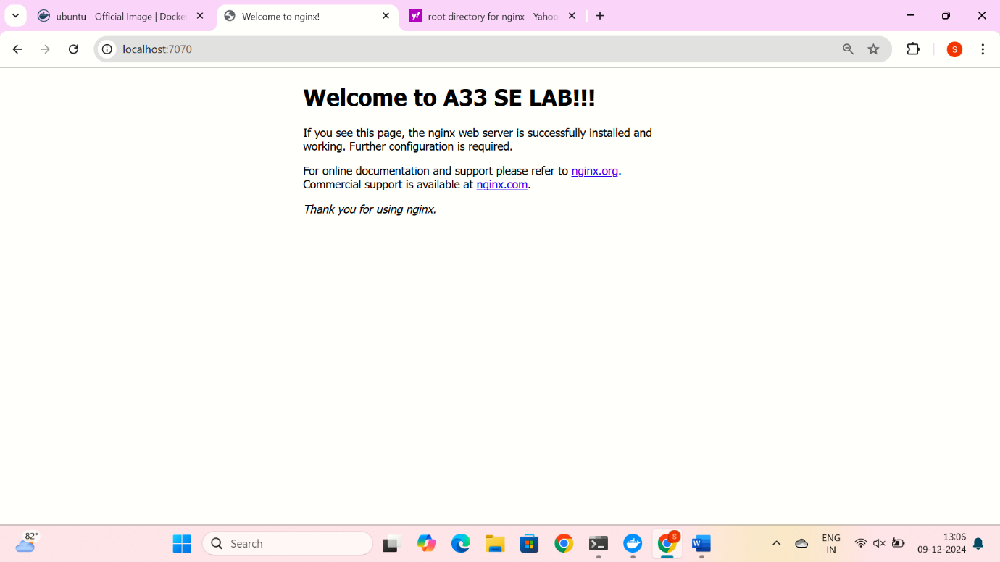 ubuntu - Official Image | Docke
Welcome to nginx!
root directory for nginx - Yahoo
localhost:7070
S
Welcome to A33 SE LAB!!!
If you see this page, the nginx web server is successfully installed and
working. Further configuration is required.
For online documentation and support please refer to nginx.org.
Commercial support is available at nginx.com.
Thank you for using nginx.
82°
Search
S
W
ENG
IN
13:06
09-12-2024